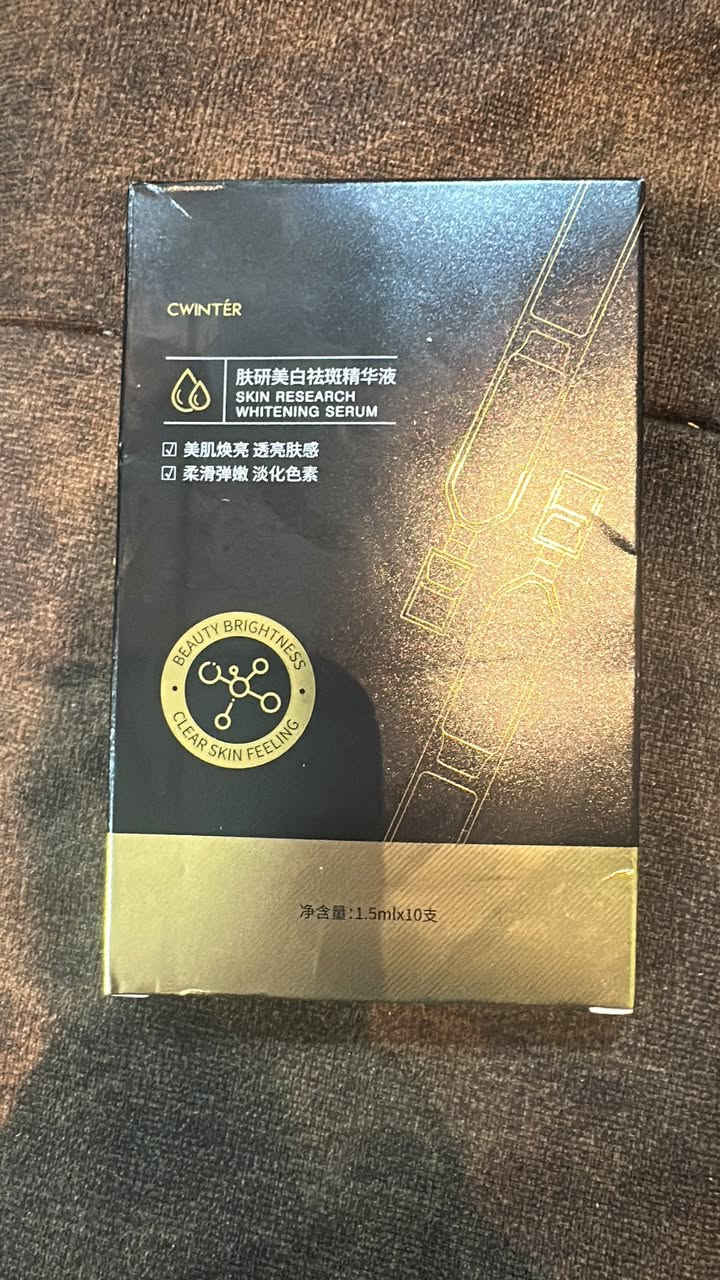 CWINTÉR
肤研美白祛斑精华液
SKIN RESEARCH
WHITENING SERUM
☑ 美肌焕亮 透亮肤感
☑ 柔滑弹嫩 淡化色素
BEAUTY BRIGHTNESS
CLEAR SKIN FEELING
净含量:1.5mlx10支